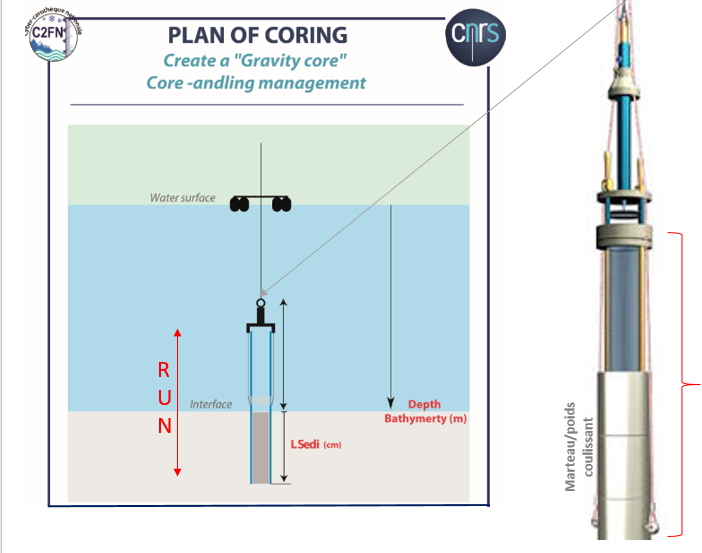 C2FN
PLAN OF CORING
Create a "Gravity core"
Core -andling management
cnrs
Water surface
R
U
N
Interface
Depth
Bathymerty (m)
LSedi (cm)
Marteau/poids
coulissant